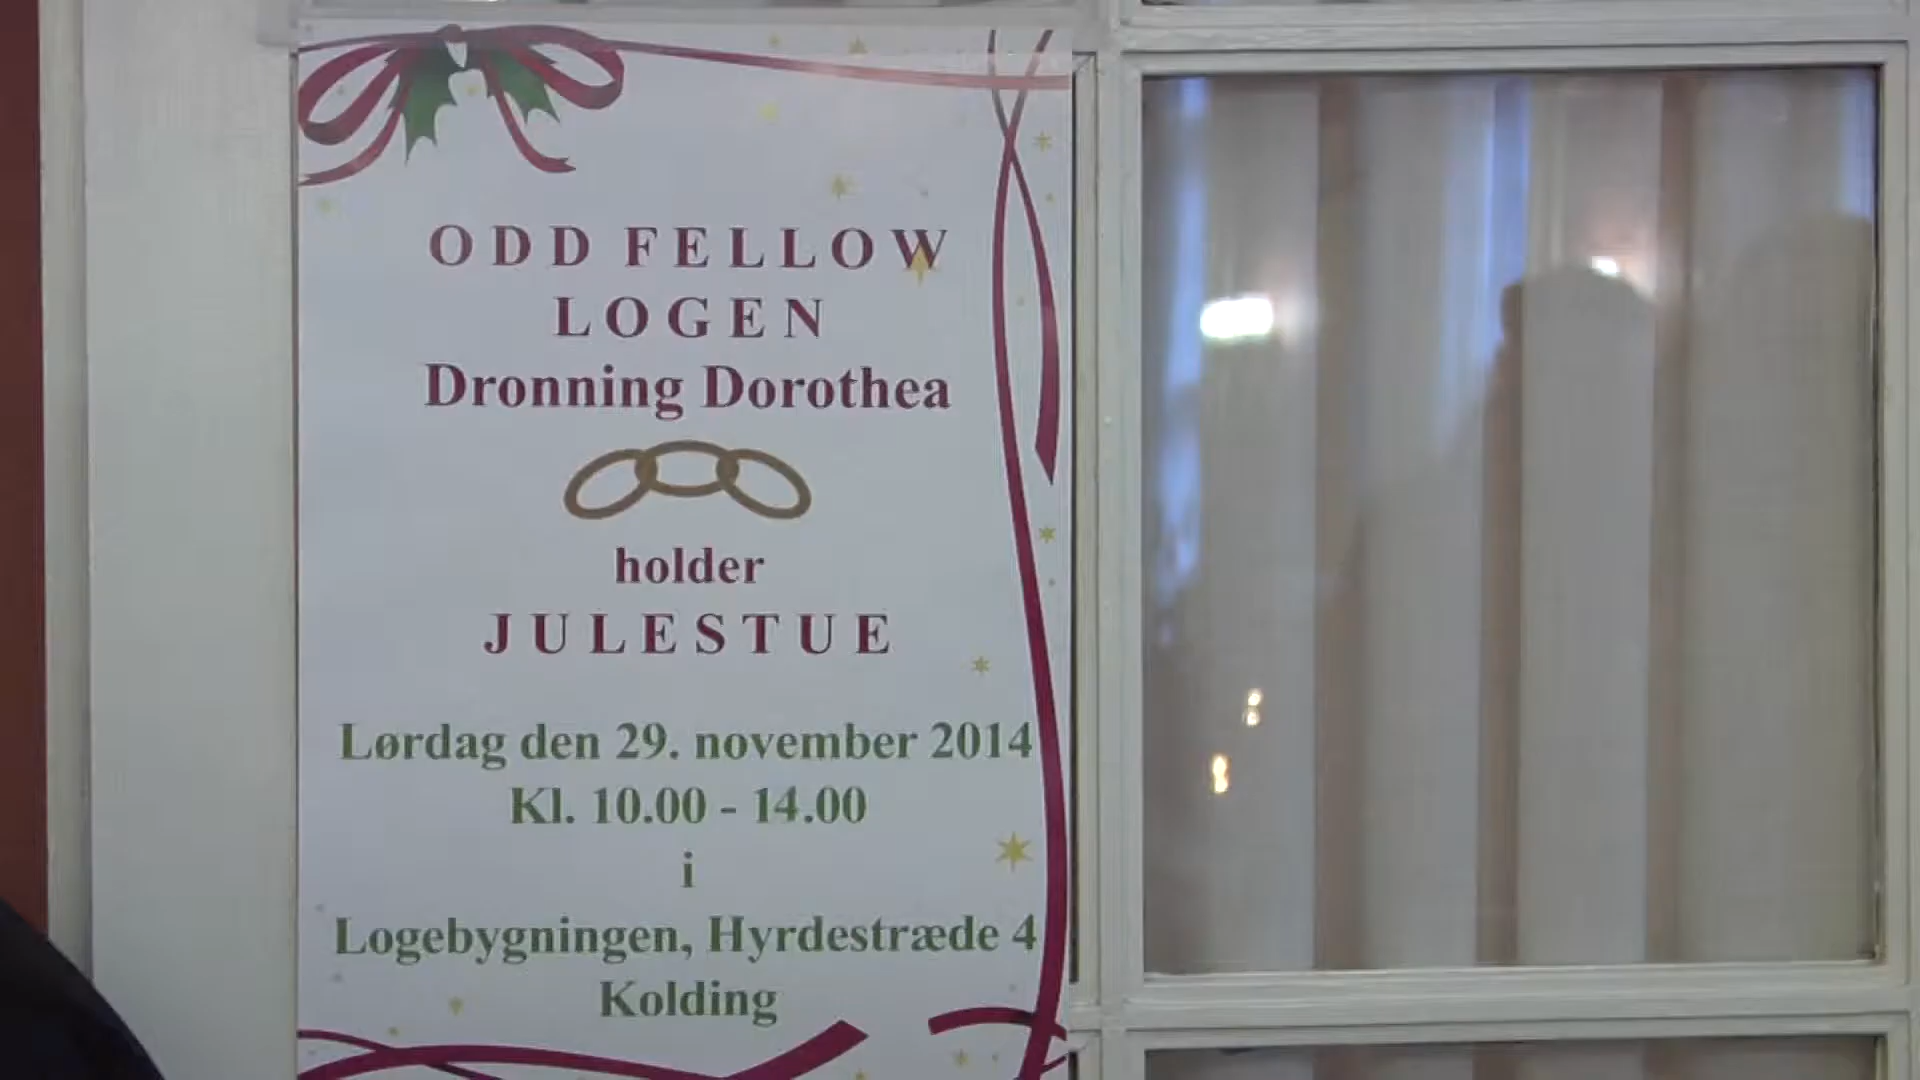 ODD FELLOW
LOGEN
Dronning Dorothea
holder
JULESTUE
Lørdag den 29. november 2014
Kl. 10.00 - 14.00
i
Logebygningen, Hyrdestræde 4
Kolding